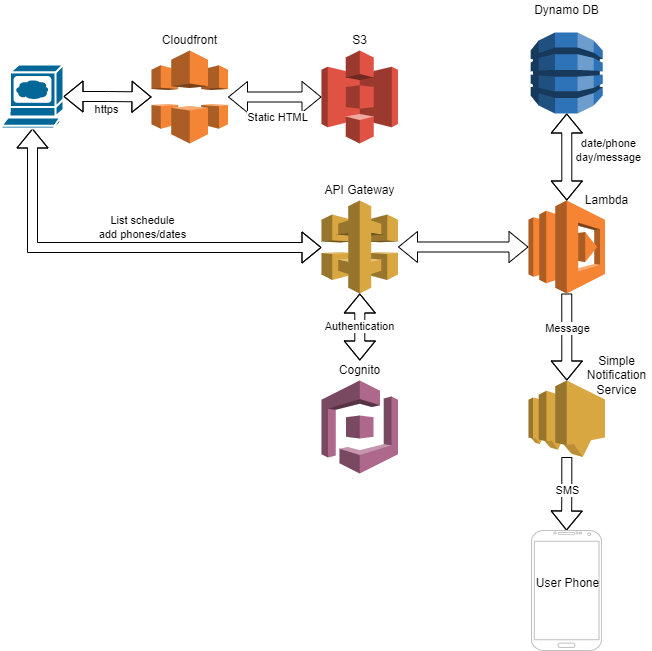 Dynamo DB
Cloudfront
S3
https
Static HTML
date/phone
day/message
API Gateway
Lambda
List schedule
add phones/dates
Authentication
Message
Cognito
Simple
Notification
Service
SMS
User Phone